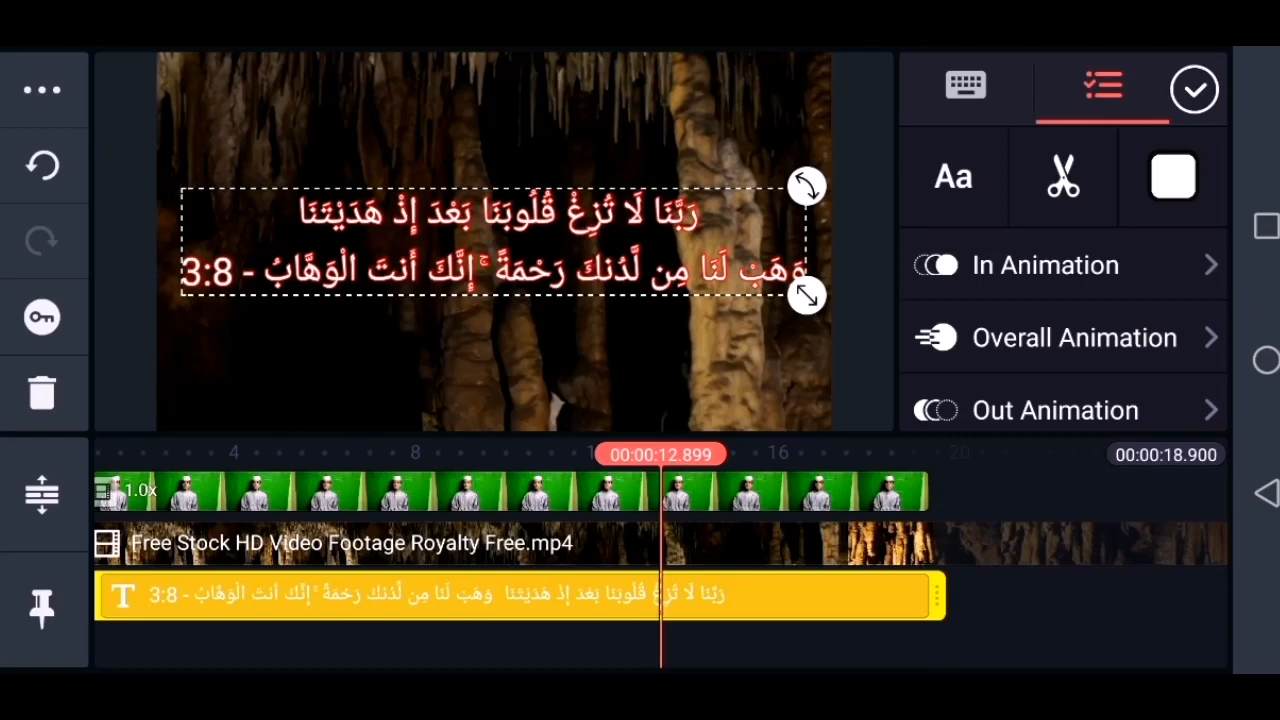 رَبَّنَا لَا تُزِغْ قُلُوبَنَا بَعْدَ إِذْ هَدَيْتَنَا
وَهَبْ لَنَا مِن لَّدُنكَ رَحْمَةً ۚ إِنَّكَ أَنتَ الْوَهَّابُ - 3:8
Aa
In Animation
Overall Animation
Out Animation
4
8
00:00:12.899
16
20
00:00:18.900
1.0x
Free Stock HD Video Footage Royalty Free.mp4
T
رَبَّنَا لَا تُزِغْ قُلُوبَنَا بَعْدَ إِذْ هَدَيْتَنَا وَهَبْ لَنَا مِن لَّدُنكَ رَحْمَةً ۚ إِنَّكَ أَنتَ الْوَهَّابُ - 3:8